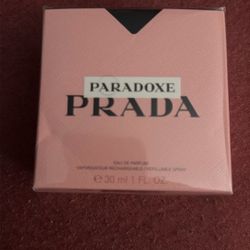 PARADOXE
PRADA
EAU DE PARFUM
VAPORISATEUR RECHARGEABLE / REFILLABLE SPRAY
℮ 30 ml 1 FL. OZ.